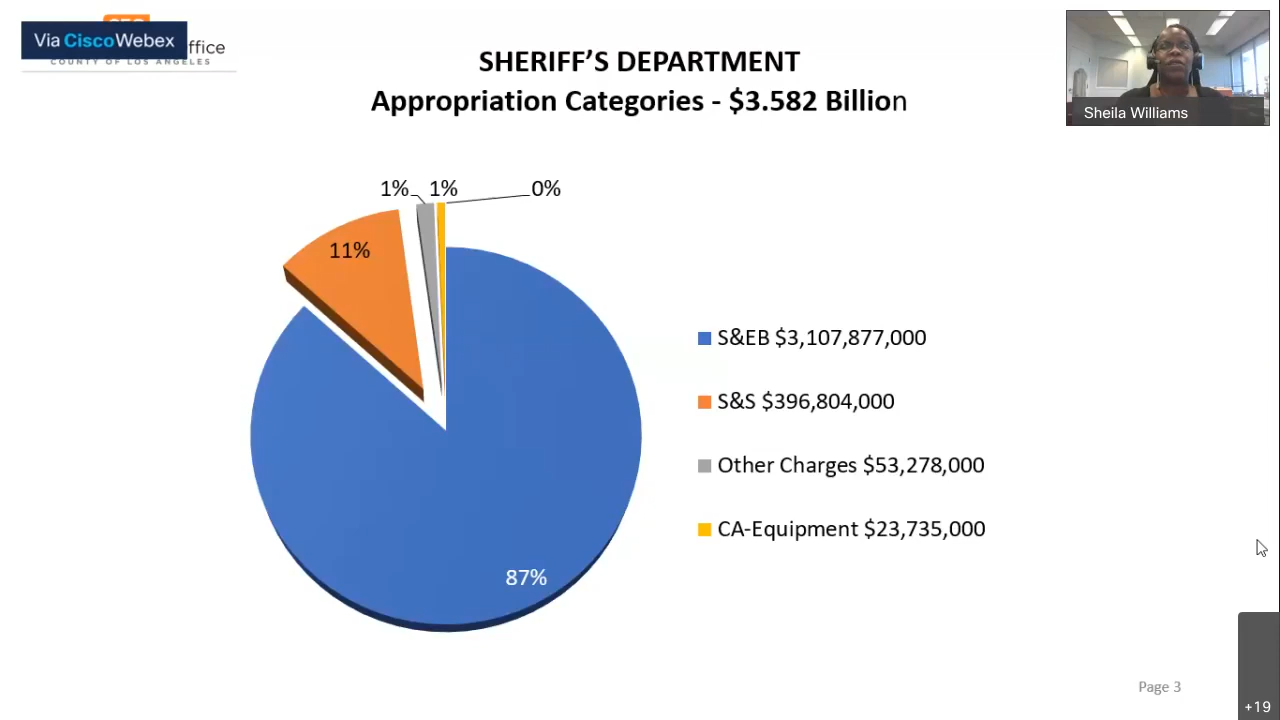 Via CiscoWebex
ffice
COUNTY OF LOS ANGELES
SHERIFF'S DEPARTMENT
Appropriation Categories - $3.582 Billion
Sheila Williams
1% 1% 0%
11%
87%
S&EB $3,107,877,000
S&S $396,804,000
Other Charges $53,278,000
CA-Equipment $23,735,000
Page 3
+19